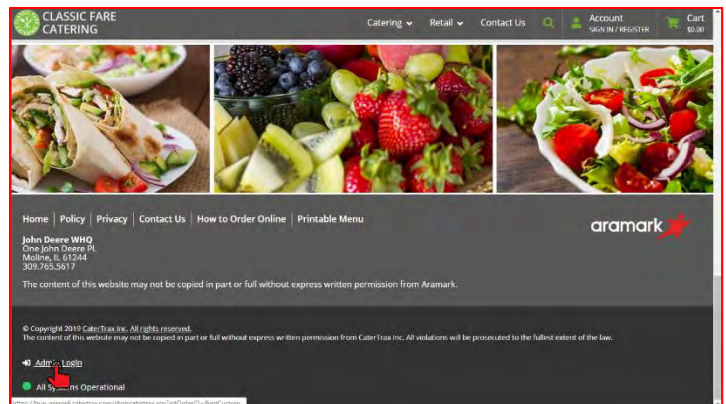 CLASSIC FARE
CATERING
Catering Retail Contact Us Account Cart
SIGN IN / REGISTER $0.00
Home | Policy | Privacy | Contact Us | How to Order Online | Printable Menu
aramark
John Deere WHQ
One John Deere Pl.
Moline, IL 61244
309.765.5617
The content of this website may not be copied in part or full without express written permission from Aramark.
© Copyright 2019 CaterTrax Inc. All rights reserved.
The content of this website may not be copied in part or full without express written permission from CaterTrax Inc. All violations will be prosecuted to the fullest extent of the law.
Admin Login
All Systems Operational